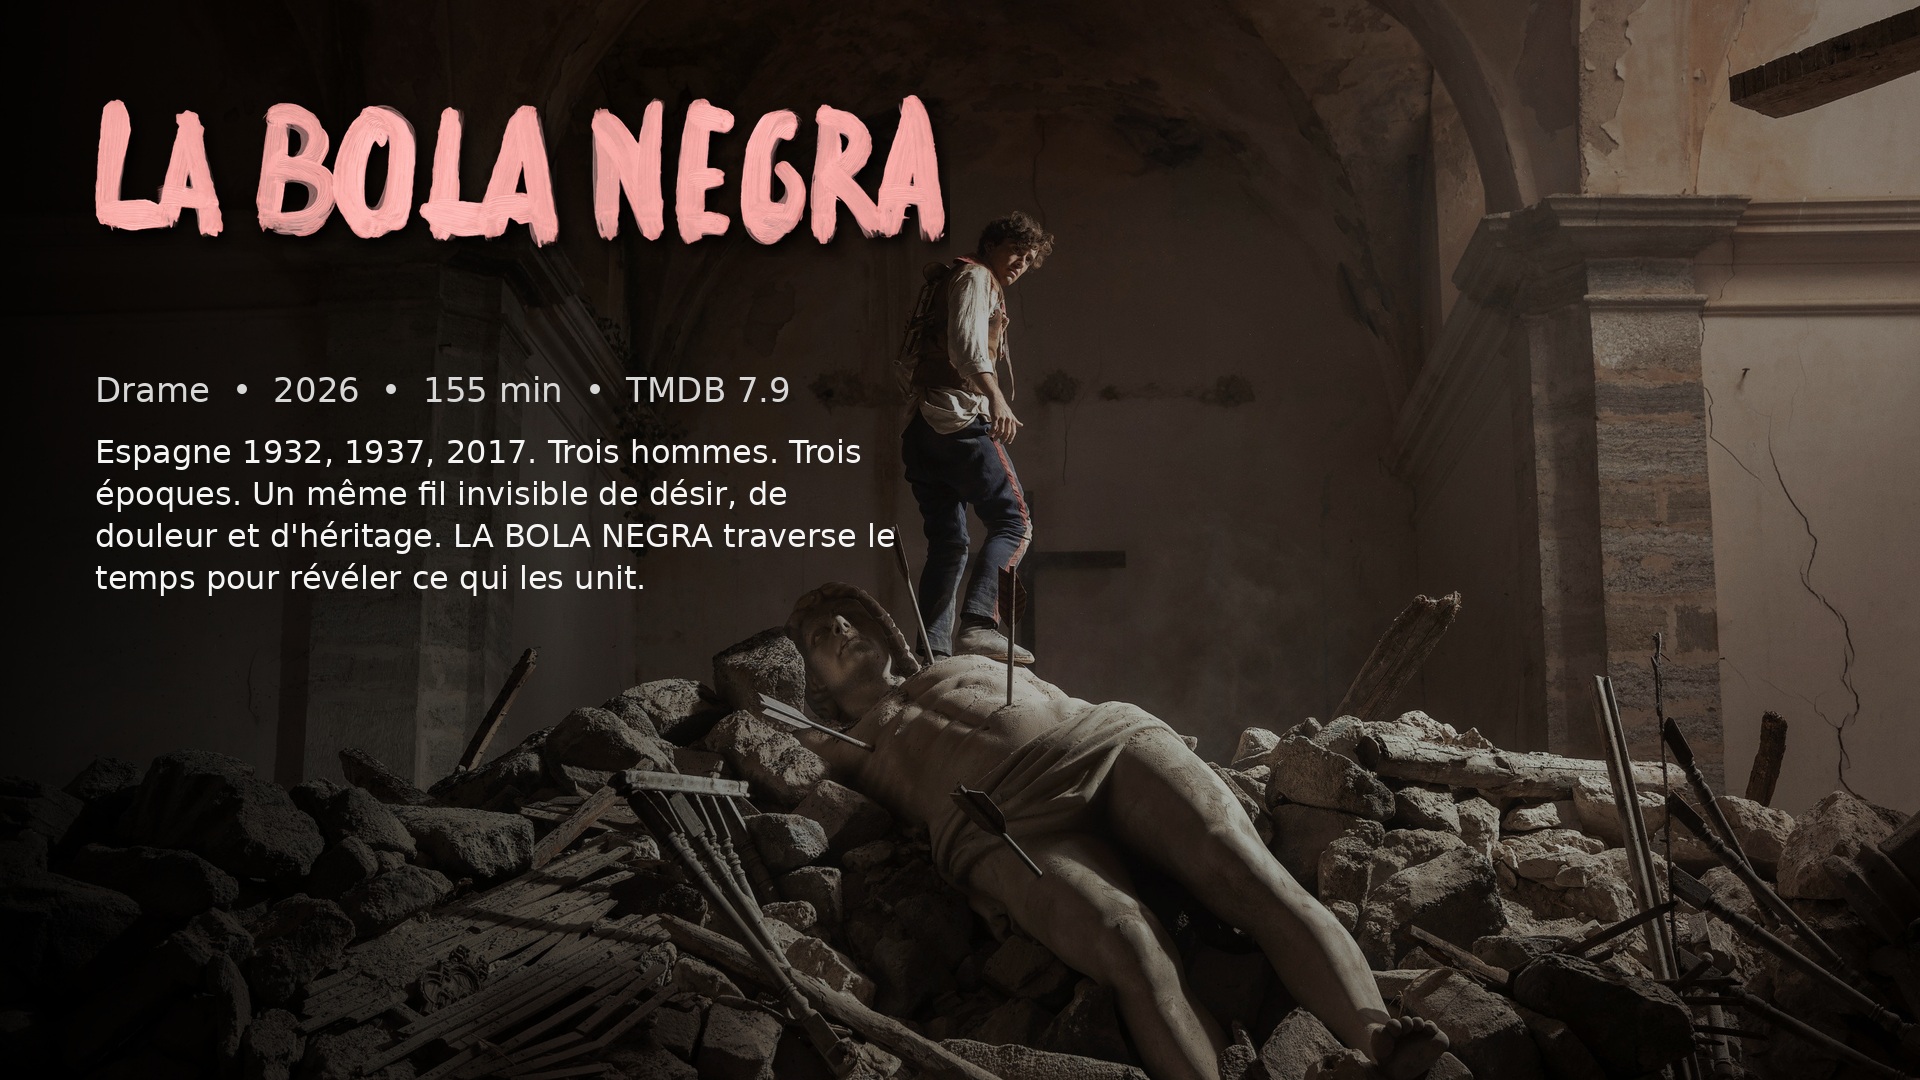 LA BOLA NEGRA
Drame • 2026 • 155 min • TMDB 7.9
Espagne 1932, 1937, 2017. Trois hommes. Trois
époques. Un même fil invisible de désir, de
douleur et d'héritage. LA BOLA NEGRA traverse le
temps pour révéler ce qui les unit.